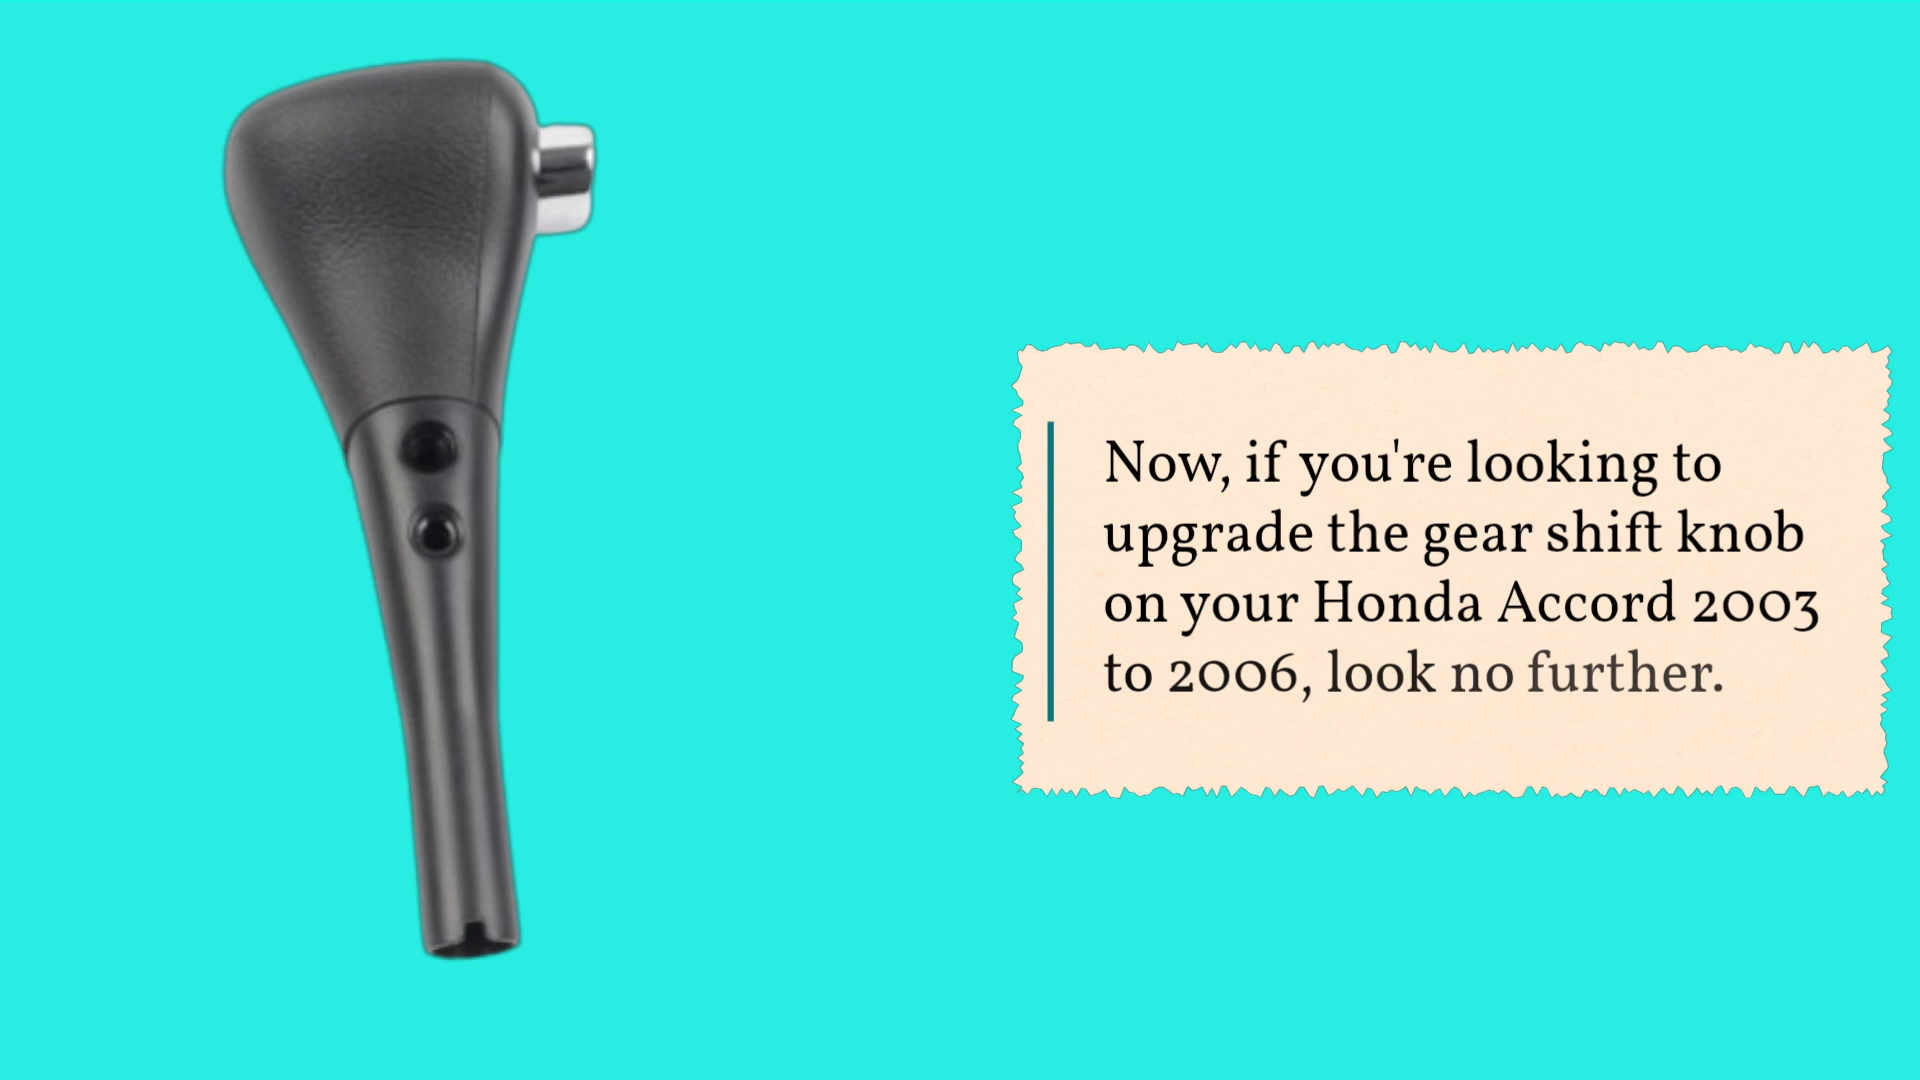 Now, if you're looking to
upgrade the gear shift knob
on your Honda Accord 2003
to 2006, look no further.